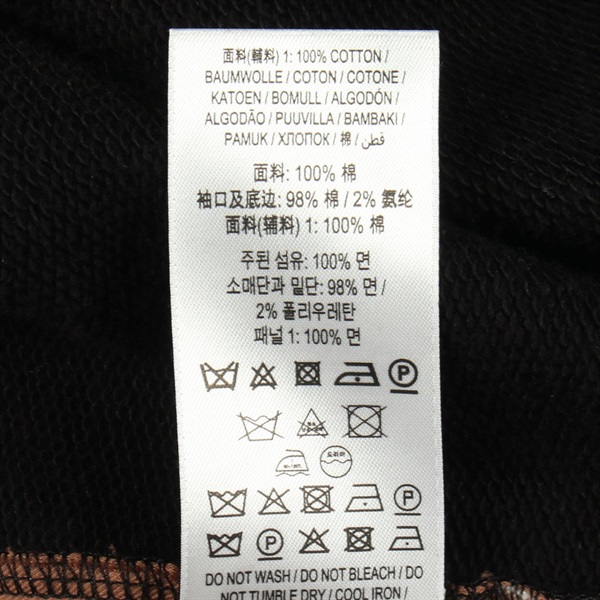 面料(辅料) 1: 100% COTTON /
BAUMWOLLE / COTON / COTONE /
KATOEN / BOMULL / ALGODÓN /
ALGODÃO / PUUVILLA / BAMBAKI /
PAMUK / ХЛОПОК / 棉 / قطن /
面料: 100% 棉
袖口及底边: 98% 棉 / 2% 氨纶
面料(辅料) 1: 100% 棉
주된 섬유: 100% 면
소매단과 밑단: 98% 면 /
2% 폴리우레탄
패널 1: 100% 면
P
드라이
P
P
DO NOT WASH / DO NOT BLEACH / DO
NOT TUMBLE DRY / COOL IRON /